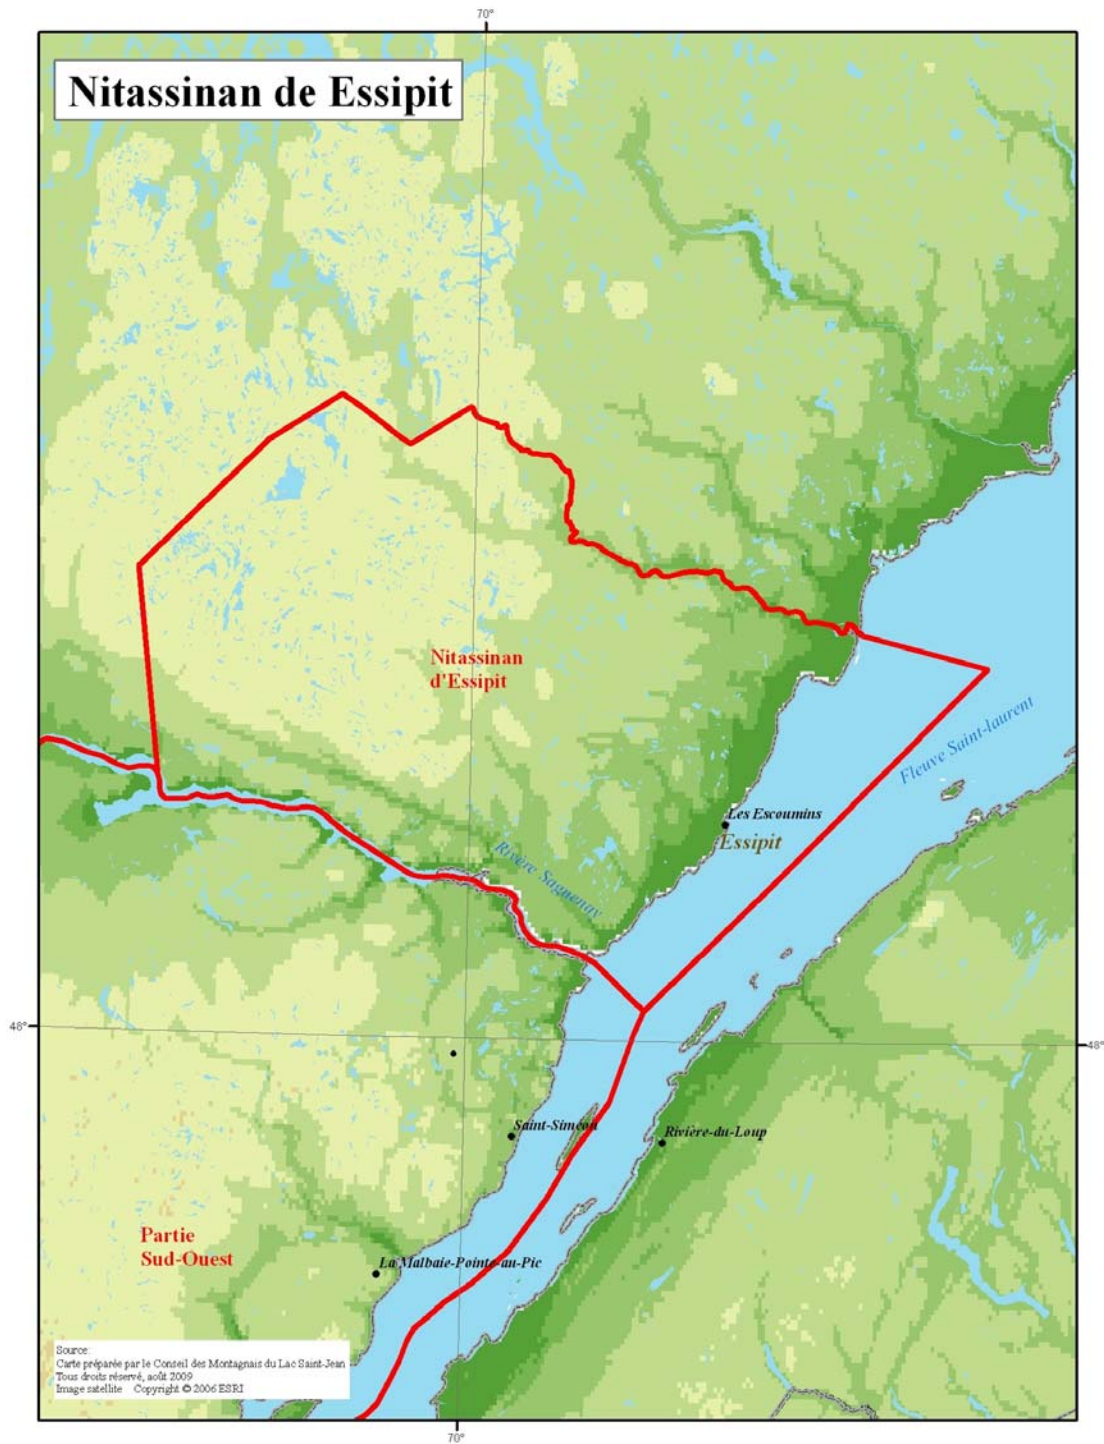 70°
Nitassinan de Essipit
Nitassinan
d'Essipit
Fleuve Saint-laurent
Les Escoumins
Essipit
Rivère Saguenay
48°
48°
Saint-Siméon
Rivière-du-Loup
Partie
Sud-Ouest
La Malbaie-Pointe-au-Pic
Source:
Carte préparée par le Conseil des Montagnais du Lac Saint-Jean
Tous droits réservé, août 2009
Image satellite Copyright © 2006 ESRI
70°